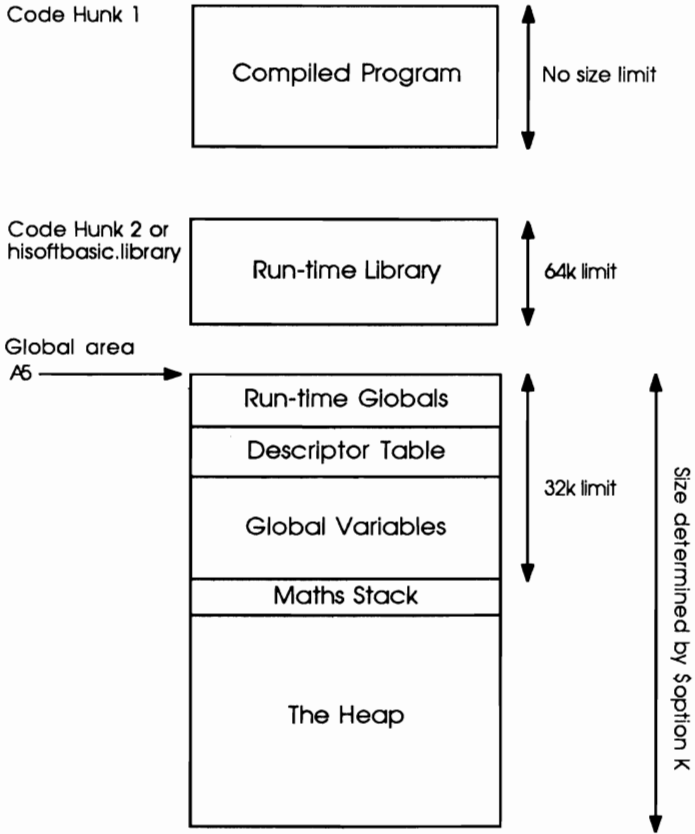 Code Hunk 1
Compiled Program
No size limit
Code Hunk 2 or
hisoftbasic.library
Run-time Library
64k limit
Global area
A5
Run-time Globals
Descriptor Table
32k limit
Global Variables
Maths Stack
The Heap
Size determined by $option K